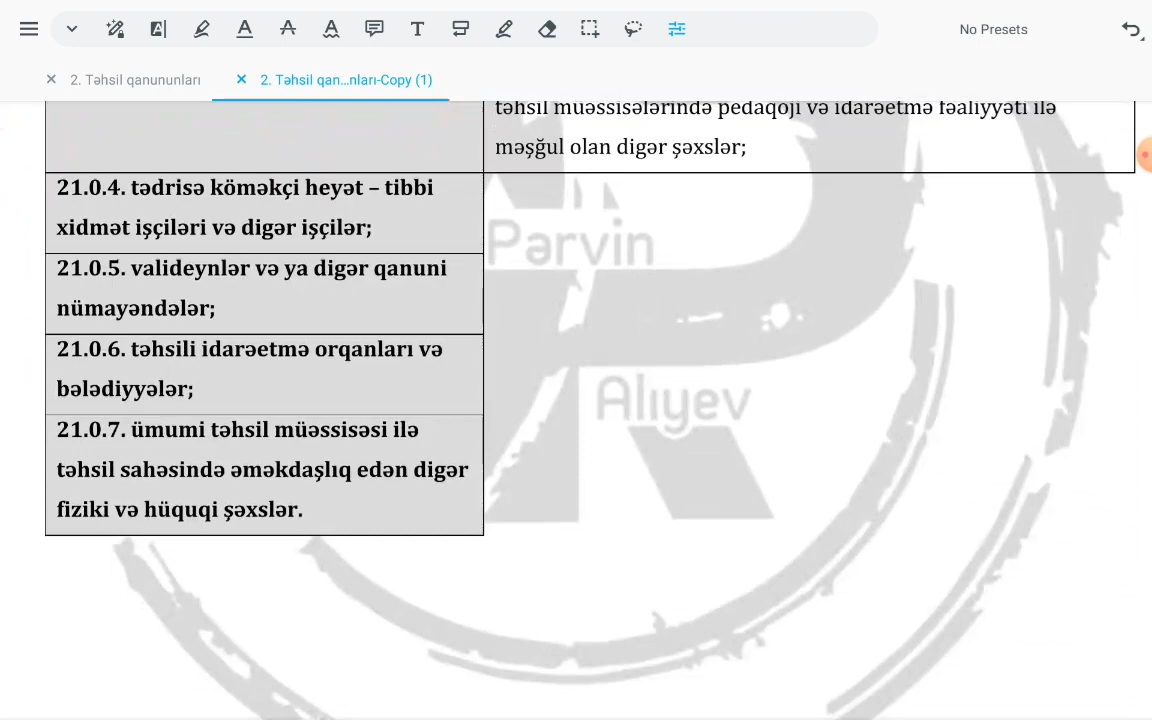 No Presets
2. Təhsil qanununları
2. Təhsil qan...nları-Copy (1)
təhsil müəssisələrində pedaqoji və idarəetmə fəaliyyəti ilə
məşğul olan digər şəxslər;
21.0.4. tədrisə köməkçi heyət – tibbi
xidmət işçiləri və digər işçilər;
21.0.5. valideynlər və ya digər qanuni
nümayəndələr;
21.0.6. təhsili idarəetmə orqanları və
bələdiyyələr;
21.0.7. ümumi təhsil müəssisəsi ilə
təhsil sahəsində əməkdaşlıq edən digər
fiziki və hüquqi şəxslər.
Pərvin
Alıyev